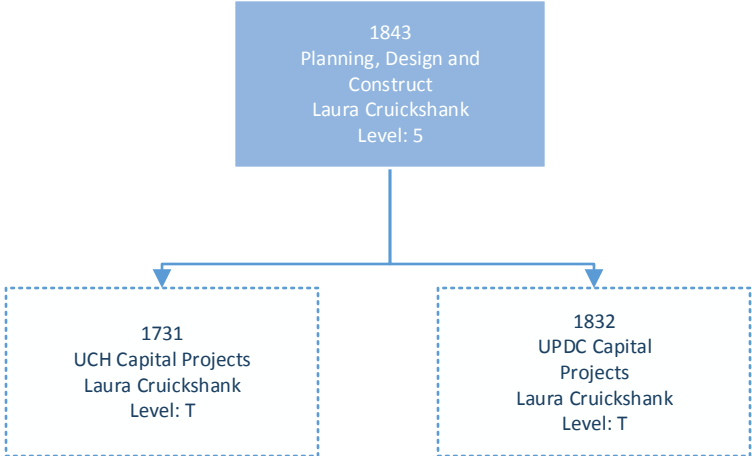 1843
Planning, Design and
Construct
Laura Cruickshank
Level: 5
1731
UCH Capital Projects
Laura Cruickshank
Level: T
1832
UPDC Capital
Projects
Laura Cruickshank
Level: T